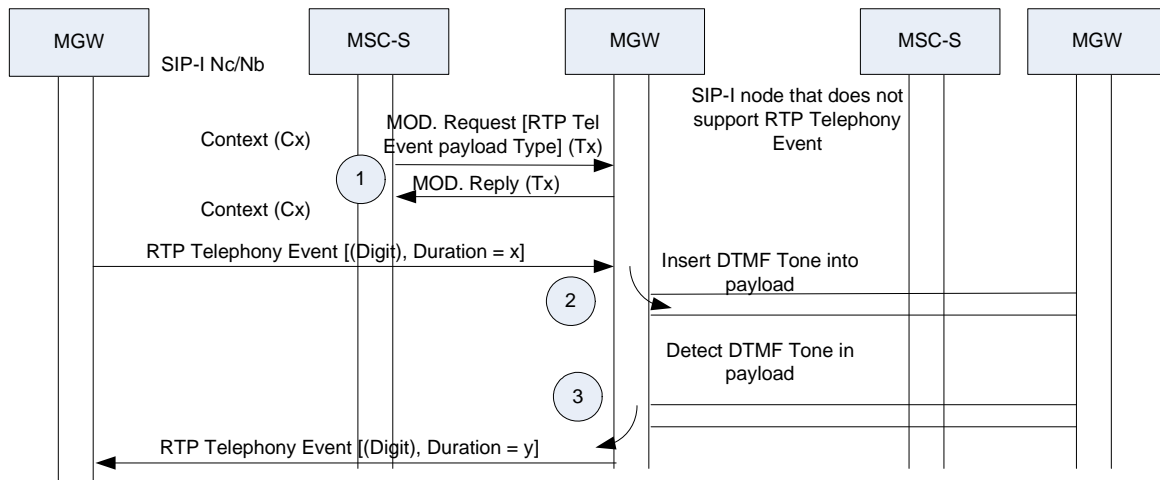 MGW
MSC-S
MGW
MSC-S
MGW
SIP-I Nc/Nb
SIP-I node that does not
support RTP Telephony
Event
MOD. Request [RTP Tel
Event payload Type] (Tx)
Context (Cx)
1
MOD. Reply (Tx)
Context (Cx)
RTP Telephony Event [(Digit), Duration = x]
Insert DTMF Tone into
payload
2
Detect DTMF Tone in
payload
3
RTP Telephony Event [(Digit), Duration = y]